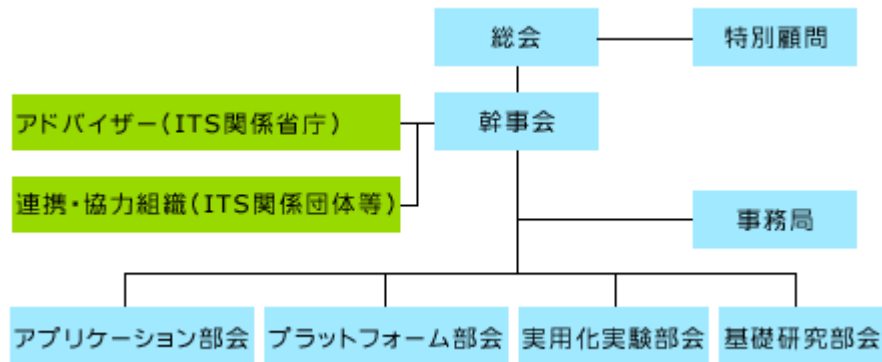 総会
特別顧問
アドバイザー(ITS関係省庁)
幹事会
連携・協力組織(ITS関係団体等)
事務局
アプリケーション部会
プラットフォーム部会
実用化実験部会
基礎研究部会